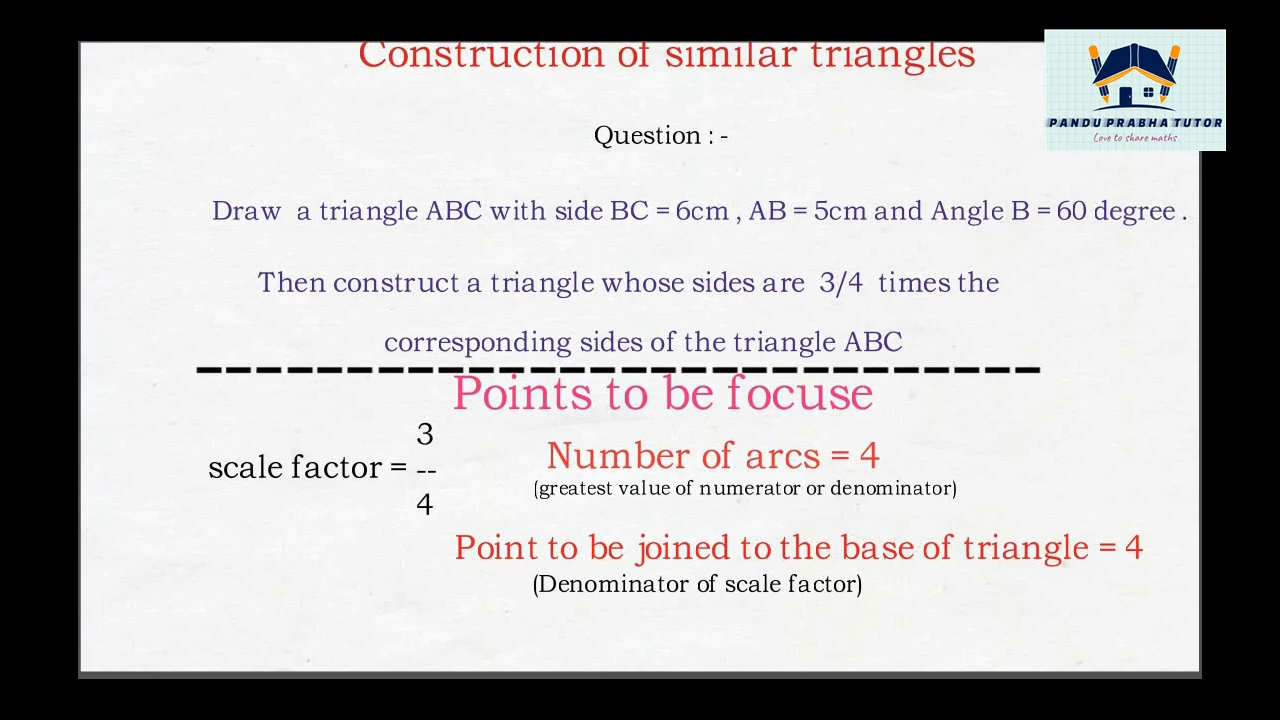 Construction of similar triangles
PANDU PRABHA TUTOR
Love to share maths
Question : -
Draw a triangle ABC with side BC = 6cm , AB = 5cm and Angle B = 60 degree .
Then construct a triangle whose sides are 3/4 times the
corresponding sides of the triangle ABC
Points to be focuse
3
scale factor = --
4
Number of arcs = 4
(greatest value of numerator or denominator)
Point to be joined to the base of triangle = 4
(Denominator of scale factor)